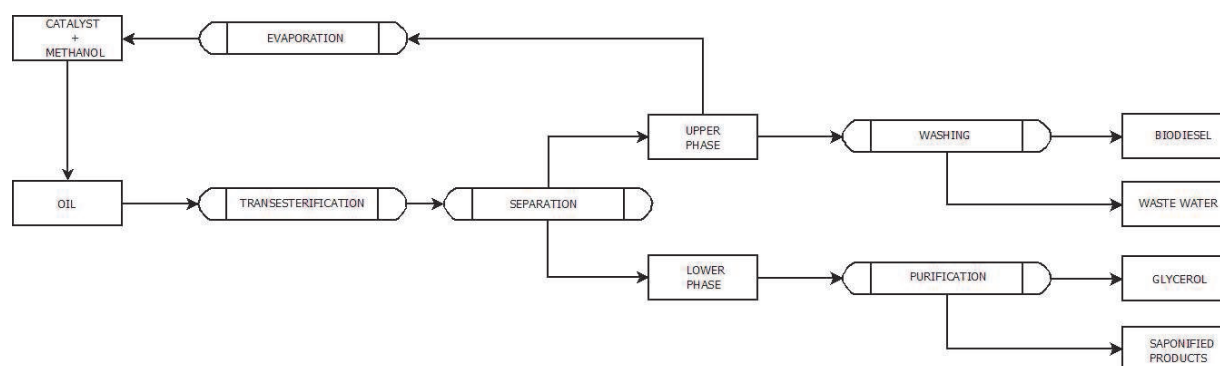 CATALYST
+
METHANOL
EVAPORATION
UPPER
PHASE
WASHING
BIODIESEL
OIL
TRANSESTERIFICATION
SEPARATION
WASTE WATER
LOWER
PHASE
PURIFICATION
GLYCEROL
SAPONIFIED
PRODUCTS